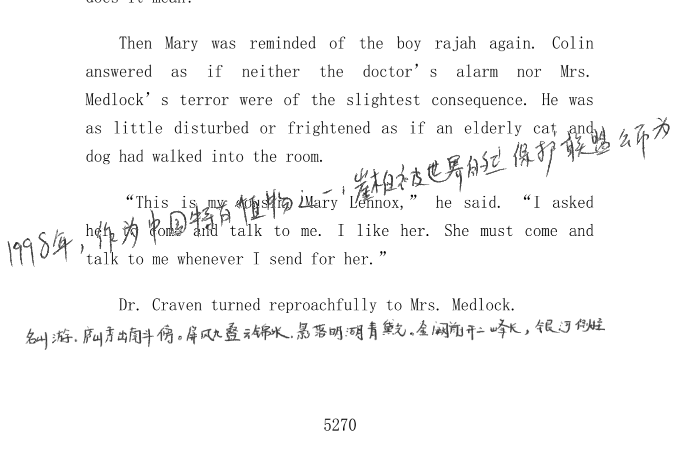 does it mean.
Then Mary was reminded of the boy rajah again. Colin
answered as if neither the doctor's alarm nor Mrs.
Medlock's terror were of the slightest consequence. He was
as little disturbed or frightened as if an elderly cat and
dog had walked into the room.
“This is my cousin, Mary Lennox,” he said. “I asked
her to come and talk to me. I like her. She must come and
talk to me whenever I send for her.”
1998年，作为中国特有植物之一，崖柏被世界自然保护联盟公布为
Dr. Craven turned reproachfully to Mrs. Medlock.
名山游。庐山秀出南斗傍。屏风九叠云锦张。影落明湖青黛光。金阙前开二峰长，银河倒挂
5270